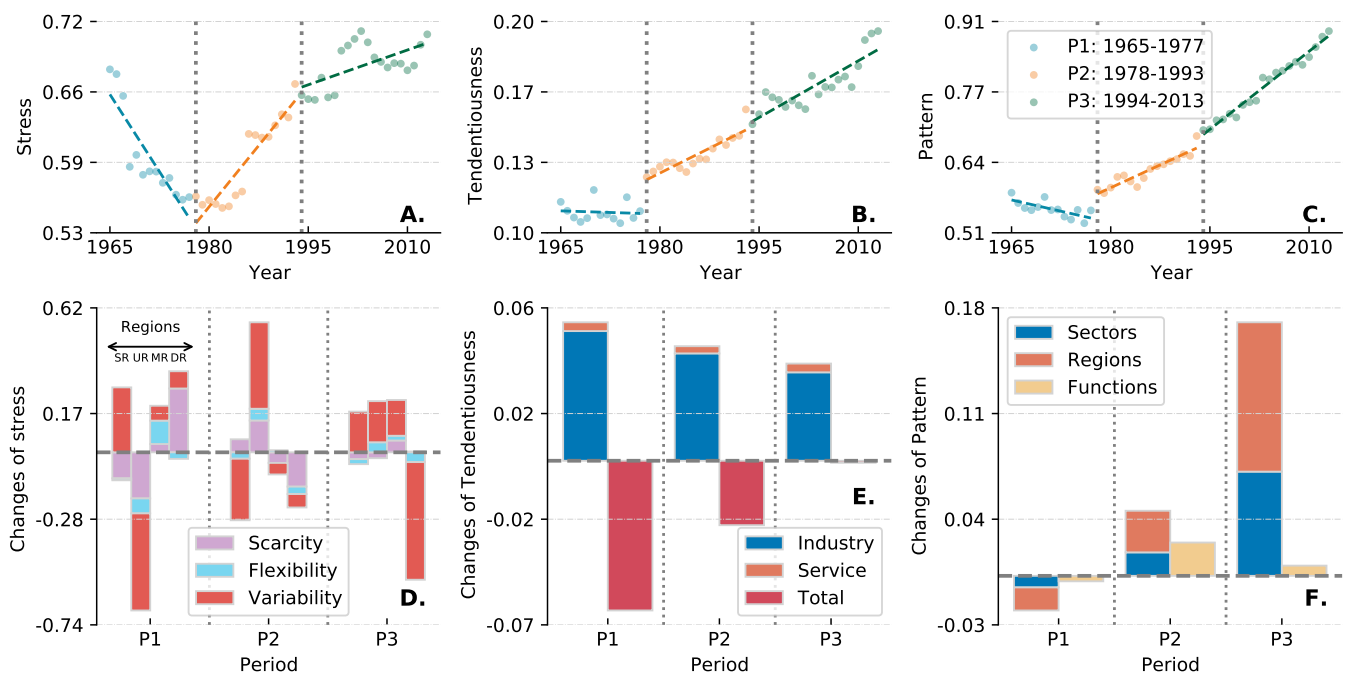 0.72
0.66
0.59
0.53
Stress
1965
1980
1995
2010
Year
A.
0.20
0.17
0.13
0.10
Tendentiousness
1965
1980
1995
2010
Year
B.
0.91
0.77
0.64
0.51
Pattern
P1: 1965-1977
P2: 1978-1993
P3: 1994-2013
1965
1980
1995
2010
Year
C.
0.62
0.17
-0.28
-0.74
Changes of stress
Regions
SR UR MR DR
Scarcity
Flexibility
Variability
D.
P1
P2
P3
Period
0.06
0.02
-0.02
-0.07
Changes of Tendentiousness
E.
Industry
Service
Total
P1
P2
P3
Period
0.18
0.11
0.04
-0.03
Changes of Pattern
Sectors
Regions
Functions
F.
P1
P2
P3
Period